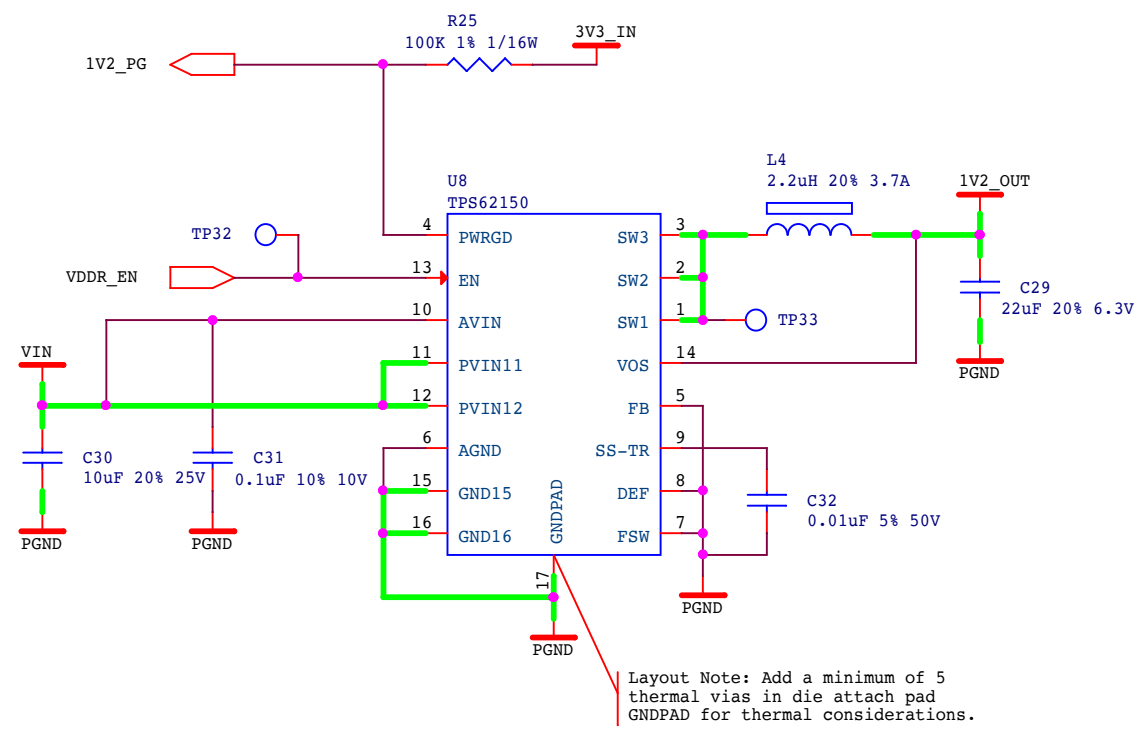 R25
100K 1% 1/16W
3V3_IN
1V2_PG
L4
2.2uH 20% 3.7A
1V2_OUT
U8
TPS62150
TP32
4 PWRGD
SW3 3
VDDR_EN
13 EN
SW2 2
C29
22uF 20% 6.3V
10 AVIN
SW1 1
TP33
VIN
11 PVIN11
VOS 14
PGND
12 PVIN12
FB 5
6 AGND
SS-TR 9
C30
10uF 20% 25V
C31
0.1uF 10% 10V
15 GND15
DEF 8
C32
0.01uF 5% 50V
16 GND16
GNDPAD
FSW 7
PGND
PGND
17
PGND
PGND
Layout Note: Add a minimum of 5
thermal vias in die attach pad
GNDPAD for thermal considerations.